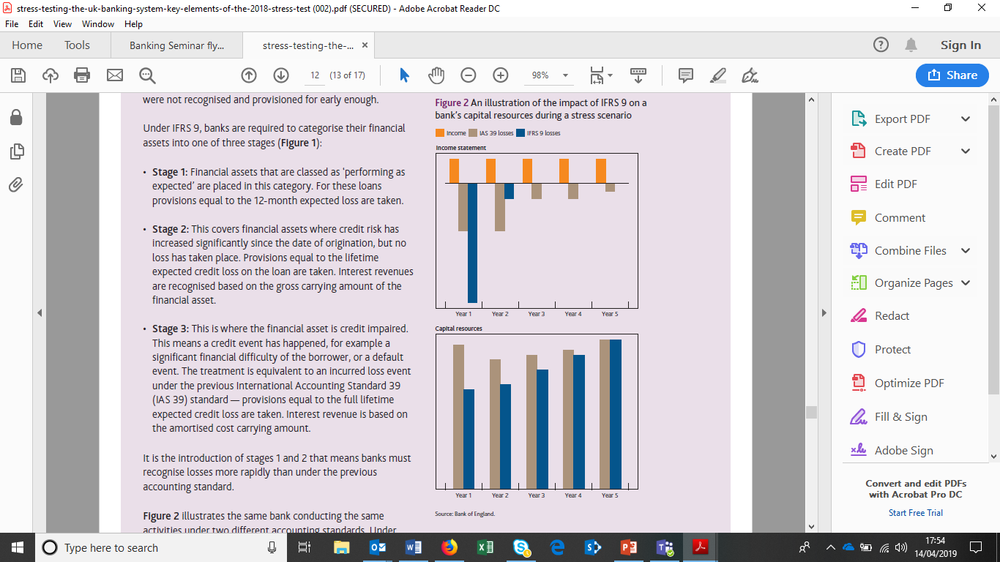 stress-testing-the-uk-banking-system-key-elements-of-the-2018-stress-test (002).pdf (SECURED) - Adobe Acrobat Reader DC
File Edit View Window Help
Home Tools Banking Seminar fly... stress-testing-the-... × Sign In
12 (13 of 17) 98% Share
were not recognised and provisioned for early enough.
Under IFRS 9, banks are required to categorise their financial
assets into one of three stages (Figure 1):
• Stage 1: Financial assets that are classed as ‘performing as
expected’ are placed in this category. For these loans
provisions equal to the 12-month expected loss are taken.
• Stage 2: This covers financial assets where credit risk has
increased significantly since the date of origination, but no
loss has taken place. Provisions equal to the lifetime
expected credit loss on the loan are taken. Interest revenues
are recognised based on the gross carrying amount of the
financial asset.
• Stage 3: This is where the financial asset is credit impaired.
This means a credit event has happened, for example a
significant financial difficulty of the borrower, or a default
event. The treatment is equivalent to an incurred loss event
under the previous International Accounting Standard 39
(IAS 39) standard — provisions equal to the full lifetime
expected credit loss are taken. Interest revenue is based on
the amortised cost carrying amount.
It is the introduction of stages 1 and 2 that means banks must
recognise losses more rapidly than under the previous
accounting standard.
Figure 2 illustrates the same bank conducting the same
activities under two different accounting standards. Under
Figure 2 An illustration of the impact of IFRS 9 on a
bank’s capital resources during a stress scenario
Income IAS 39 losses IFRS 9 losses
Income statement
Year 1 Year 2 Year 3 Year 4 Year 5
Capital resources
Year 1 Year 2 Year 3 Year 4 Year 5
Source: Bank of England.
Export PDF
Create PDF
Edit PDF
Comment
Combine Files
Organize Pages
Redact
Protect
Optimize PDF
Fill & Sign
Adobe Sign
Convert and edit PDFs
with Acrobat Pro DC
Start Free Trial
Type here to search
17:54
14/04/2019